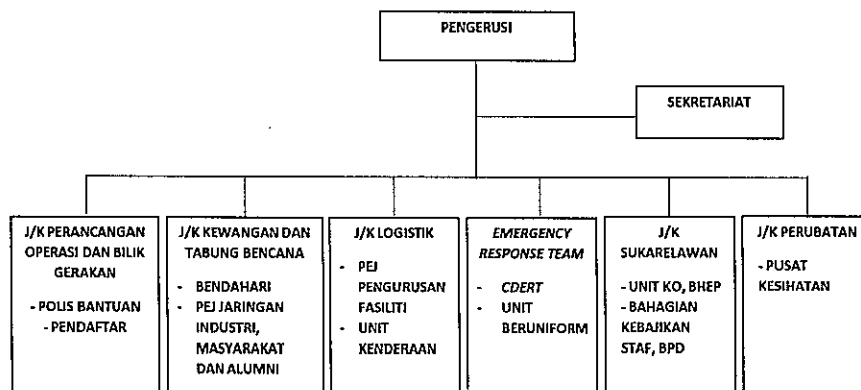 PENGERUSI
SEKRETARIAT
J/K PERANCANGAN
OPERASI DAN BILIK
GERAKAN
- POLIS BANTUAN
- PENDAFTAR
J/K KEWANGAN DAN
TABUNG BENCANA
- BENDAHARI
- PEJ JARINGAN
INDUSTRI,
MASYARAKAT
DAN ALUMNI
J/K LOGISTIK
- PEJ
PENGURUSAN
FASILITI
- UNIT
KENDERAAN
EMERGENCY
RESPONSE TEAM
- CDERT
- UNIT
BERUNIFORM
J/K
SUKARELAWAN
- UNIT KO, BHEP
- BAHAGIAN
KEBAJIKAN
STAF, BPD
J/K PERUBATAN
- PUSAT
KESIHATAN